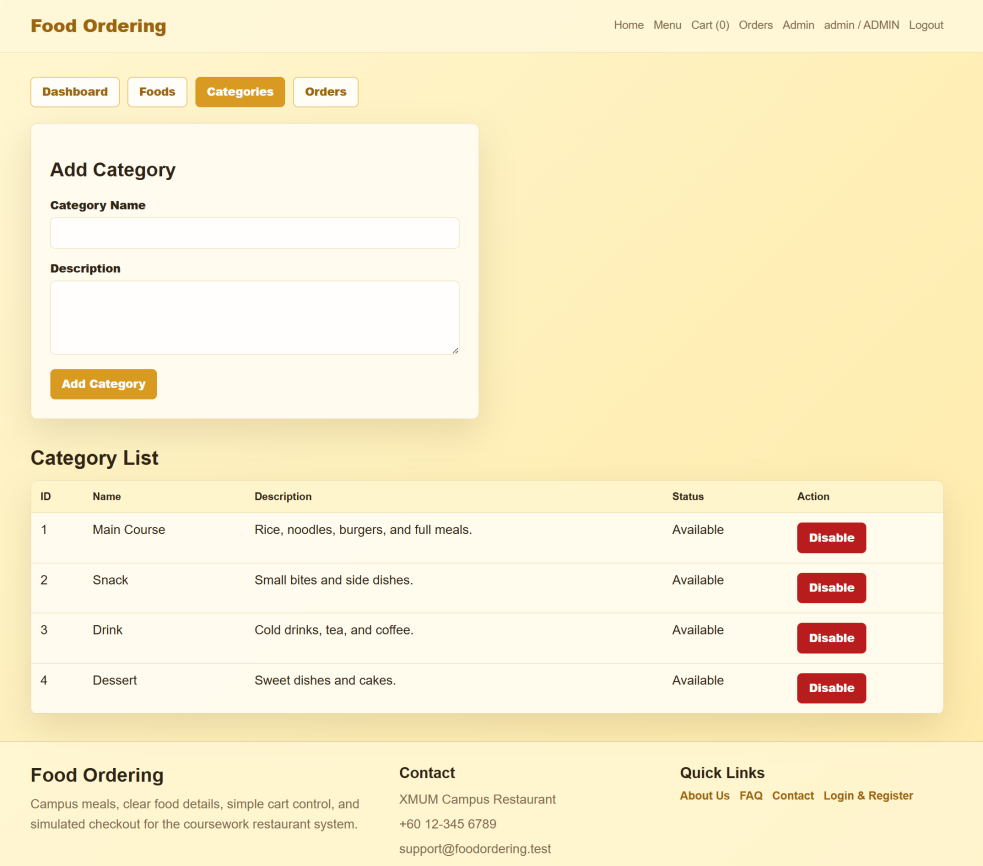 Food Ordering
Home Menu Cart (0) Orders Admin admin / ADMIN Logout
Dashboard Foods Categories Orders
Add Category
Category Name
Description
Add Category
Category List
ID Name Description Status Action
1 Main Course Rice, noodles, burgers, and full meals. Available Disable
2 Snack Small bites and side dishes. Available Disable
3 Drink Cold drinks, tea, and coffee. Available Disable
4 Dessert Sweet dishes and cakes. Available Disable
Food Ordering
Campus meals, clear food details, simple cart control, and
simulated checkout for the coursework restaurant system.
Contact
XMUM Campus Restaurant
+60 12-345 6789
support@foodordering.test
Quick Links
About Us FAQ Contact Login & Register